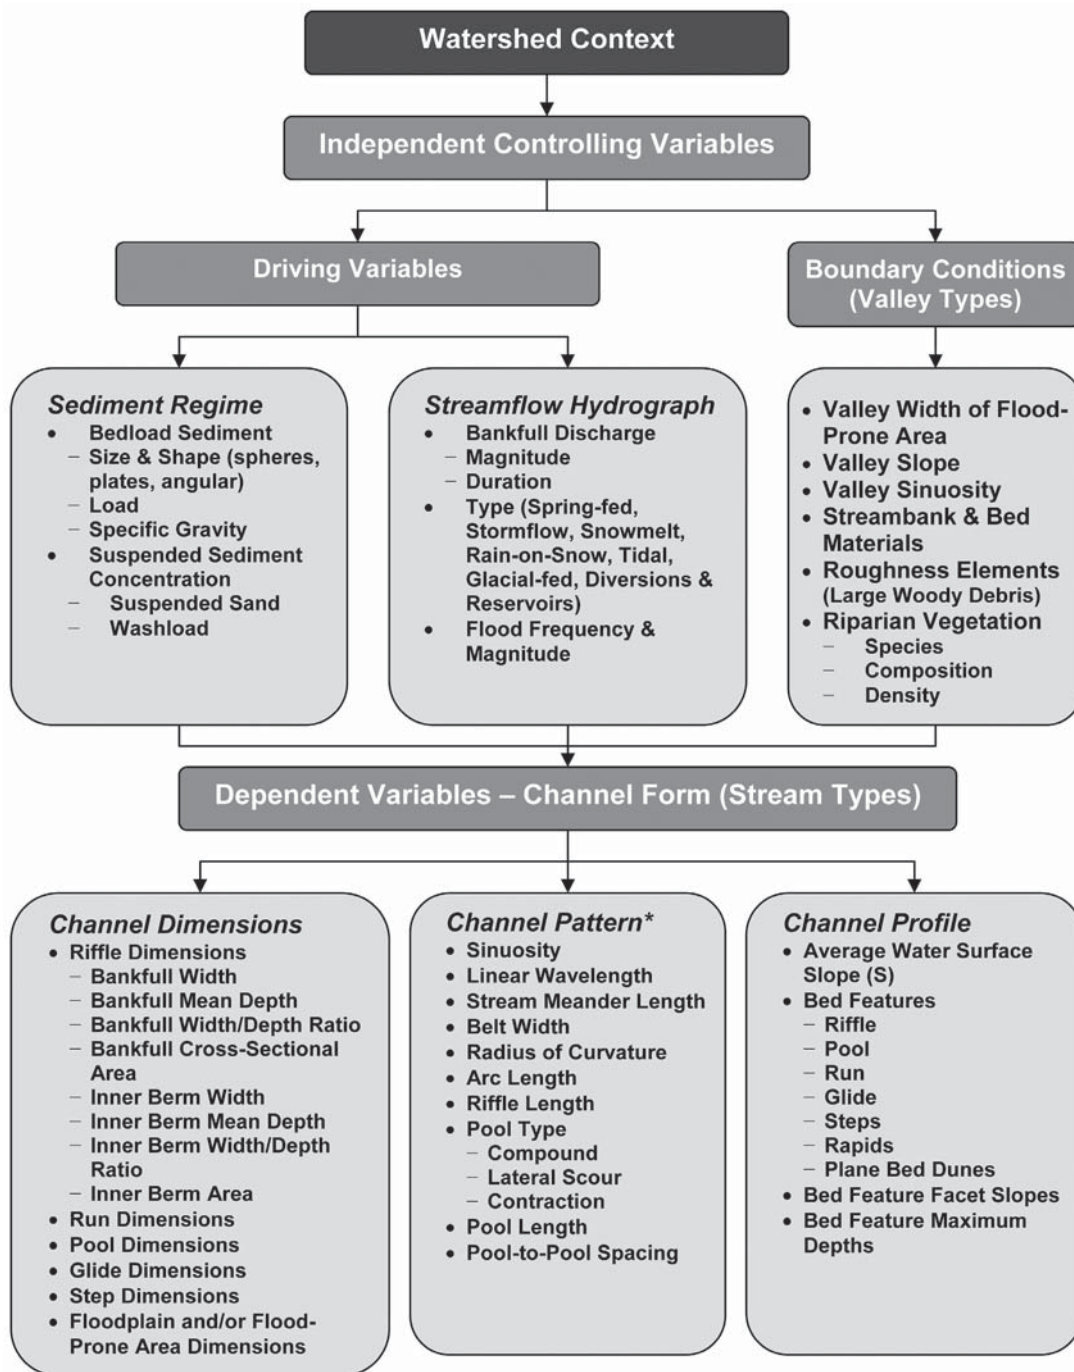 Watershed Context
Independent Controlling Variables
Driving Variables
Boundary Conditions
(Valley Types)
Sediment Regime
• Bedload Sediment
– Size & Shape (spheres,
plates, angular)
– Load
– Specific Gravity
• Suspended Sediment
Concentration
– Suspended Sand
– Washload
Streamflow Hydrograph
• Bankfull Discharge
– Magnitude
– Duration
• Type (Spring-fed,
Stormflow, Snowmelt,
Rain-on-Snow, Tidal,
Glacial-fed, Diversions &
Reservoirs)
• Flood Frequency &
Magnitude
• Valley Width of Flood-
Prone Area
• Valley Slope
• Valley Sinuosity
• Streambank & Bed
Materials
• Roughness Elements
(Large Woody Debris)
• Riparian Vegetation
– Species
– Composition
– Density
Dependent Variables – Channel Form (Stream Types)
Channel Dimensions
• Riffle Dimensions
– Bankfull Width
– Bankfull Mean Depth
– Bankfull Width/Depth Ratio
– Bankfull Cross-Sectional
Area
– Inner Berm Width
– Inner Berm Mean Depth
– Inner Berm Width/Depth
Ratio
– Inner Berm Area
• Run Dimensions
• Pool Dimensions
• Glide Dimensions
• Step Dimensions
• Floodplain and/or Flood-
Prone Area Dimensions
Channel Pattern*
• Sinuosity
• Linear Wavelength
• Stream Meander Length
• Belt Width
• Radius of Curvature
• Arc Length
• Riffle Length
• Pool Type
– Compound
– Lateral Scour
– Contraction
• Pool Length
• Pool-to-Pool Spacing
Channel Profile
• Average Water Surface
Slope (S)
• Bed Features
– Riffle
– Pool
– Run
– Glide
– Steps
– Rapids
– Plane Bed Dunes
• Bed Feature Facet Slopes
• Bed Feature Maximum
Depths